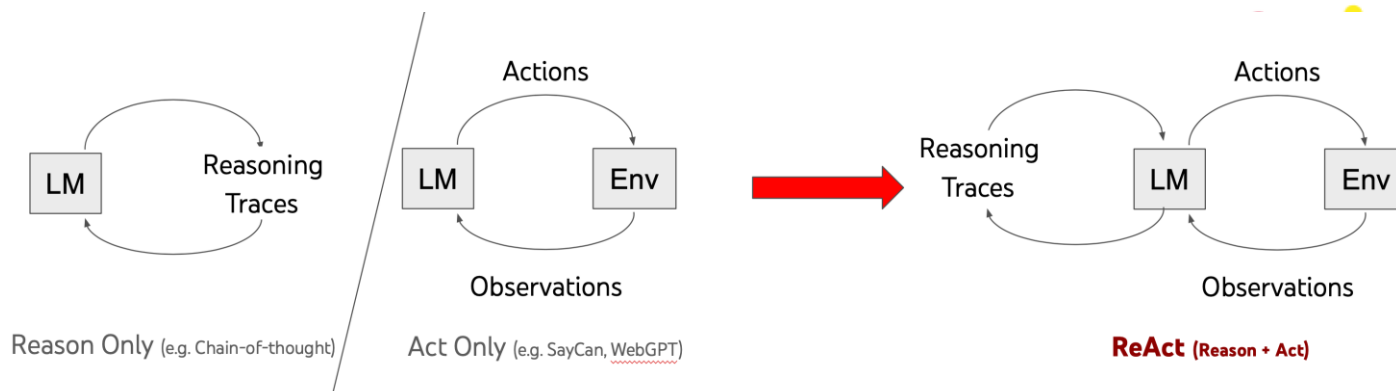 LM
Reasoning
Traces
Reason Only (e.g. Chain-of-thought)
Actions
LM
Env
Observations
Act Only (e.g. SayCan, WebGPT)
Reasoning
Traces
LM
Actions
Env
Observations
ReAct (Reason + Act)